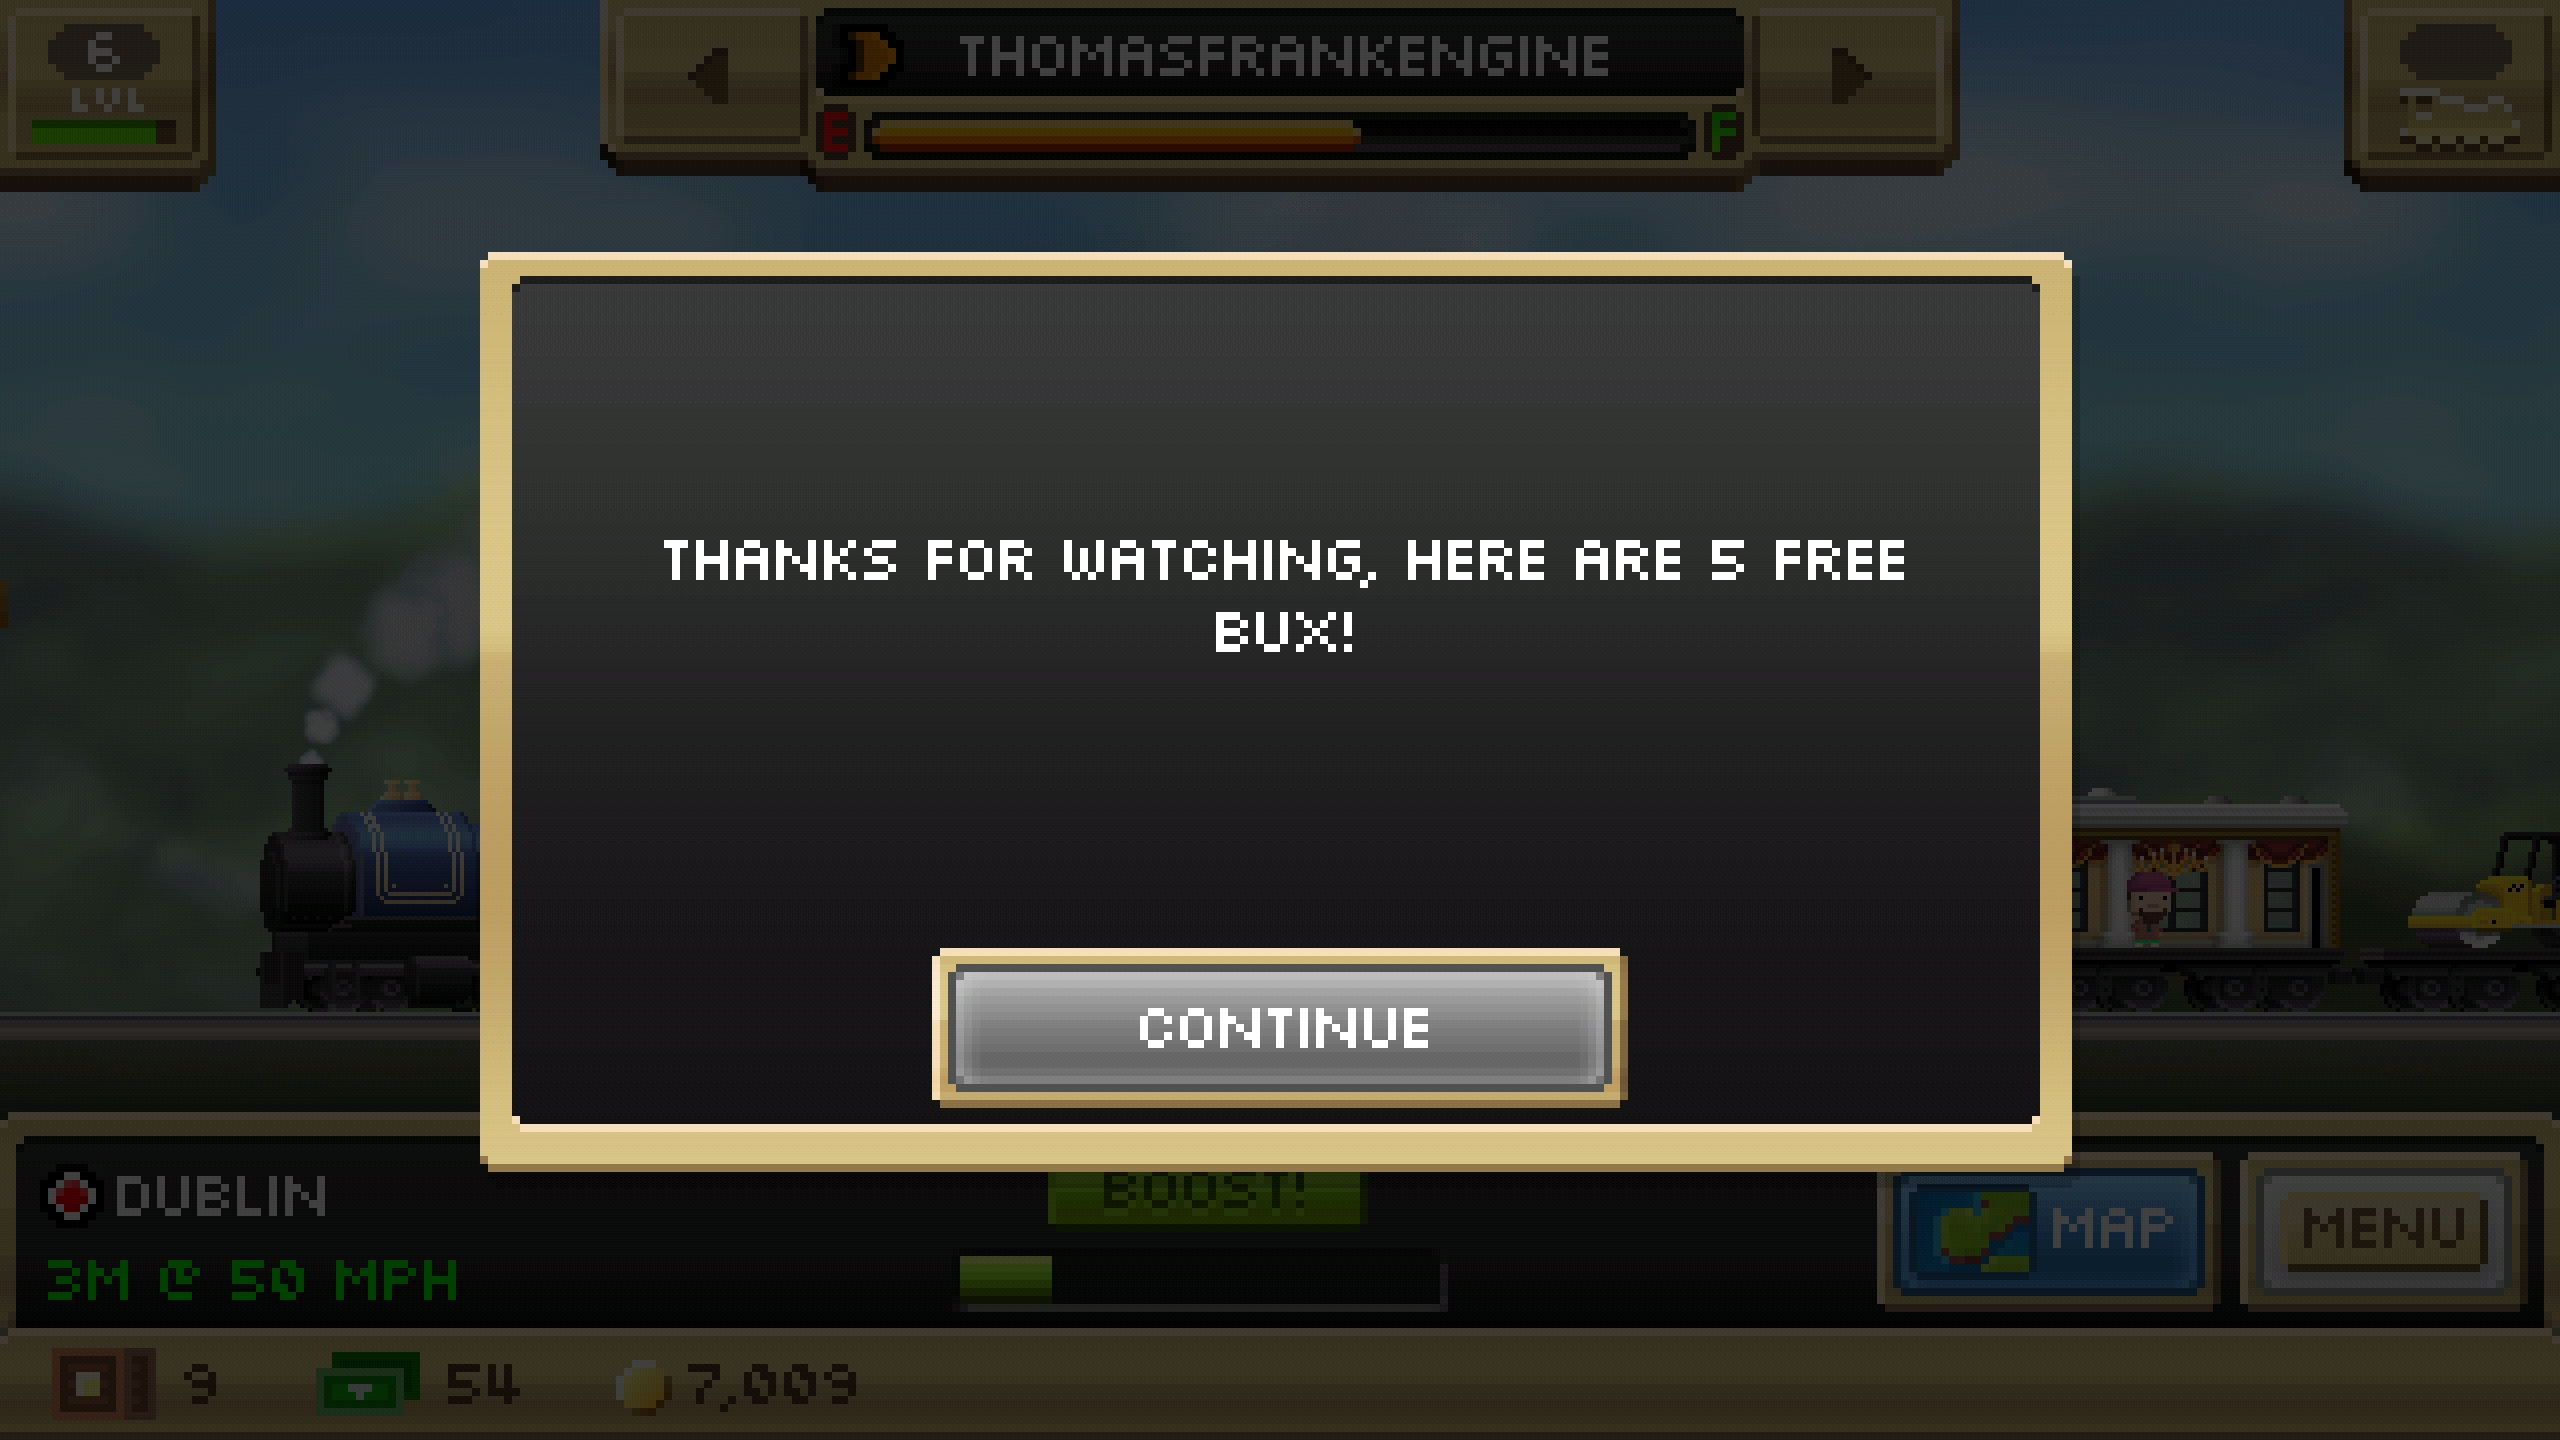 6
LVL
THOMASFRANKENGINE
E F
THANKS FOR WATCHING, HERE ARE 5 FREE
BUX!
CONTINUE
DUBLIN
BOOST!
3M @ 50 MPH
MAP
MENU
9
54
7,009